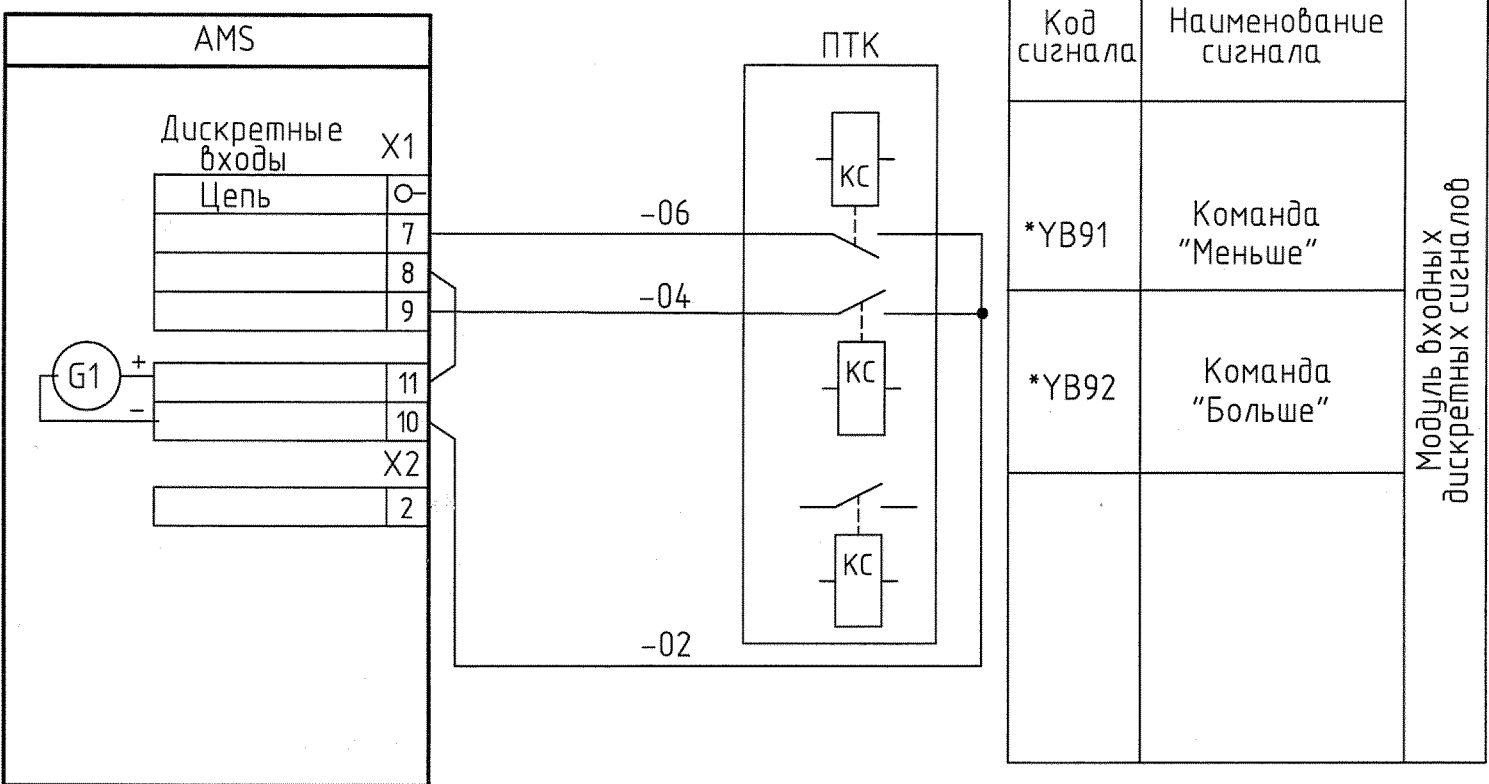 AMS
Дискретные
входы
X1
Цепь
7
8
9
G1
+
−
11
10
X2
2
-06
-04
-02
ПТК
КС
КС
КС
Код
сигнала
Наименование
сигнала
*YB91
Команда
"Меньше"
*YB92
Команда
"Больше"
Модуль входных
дискретных сигналов